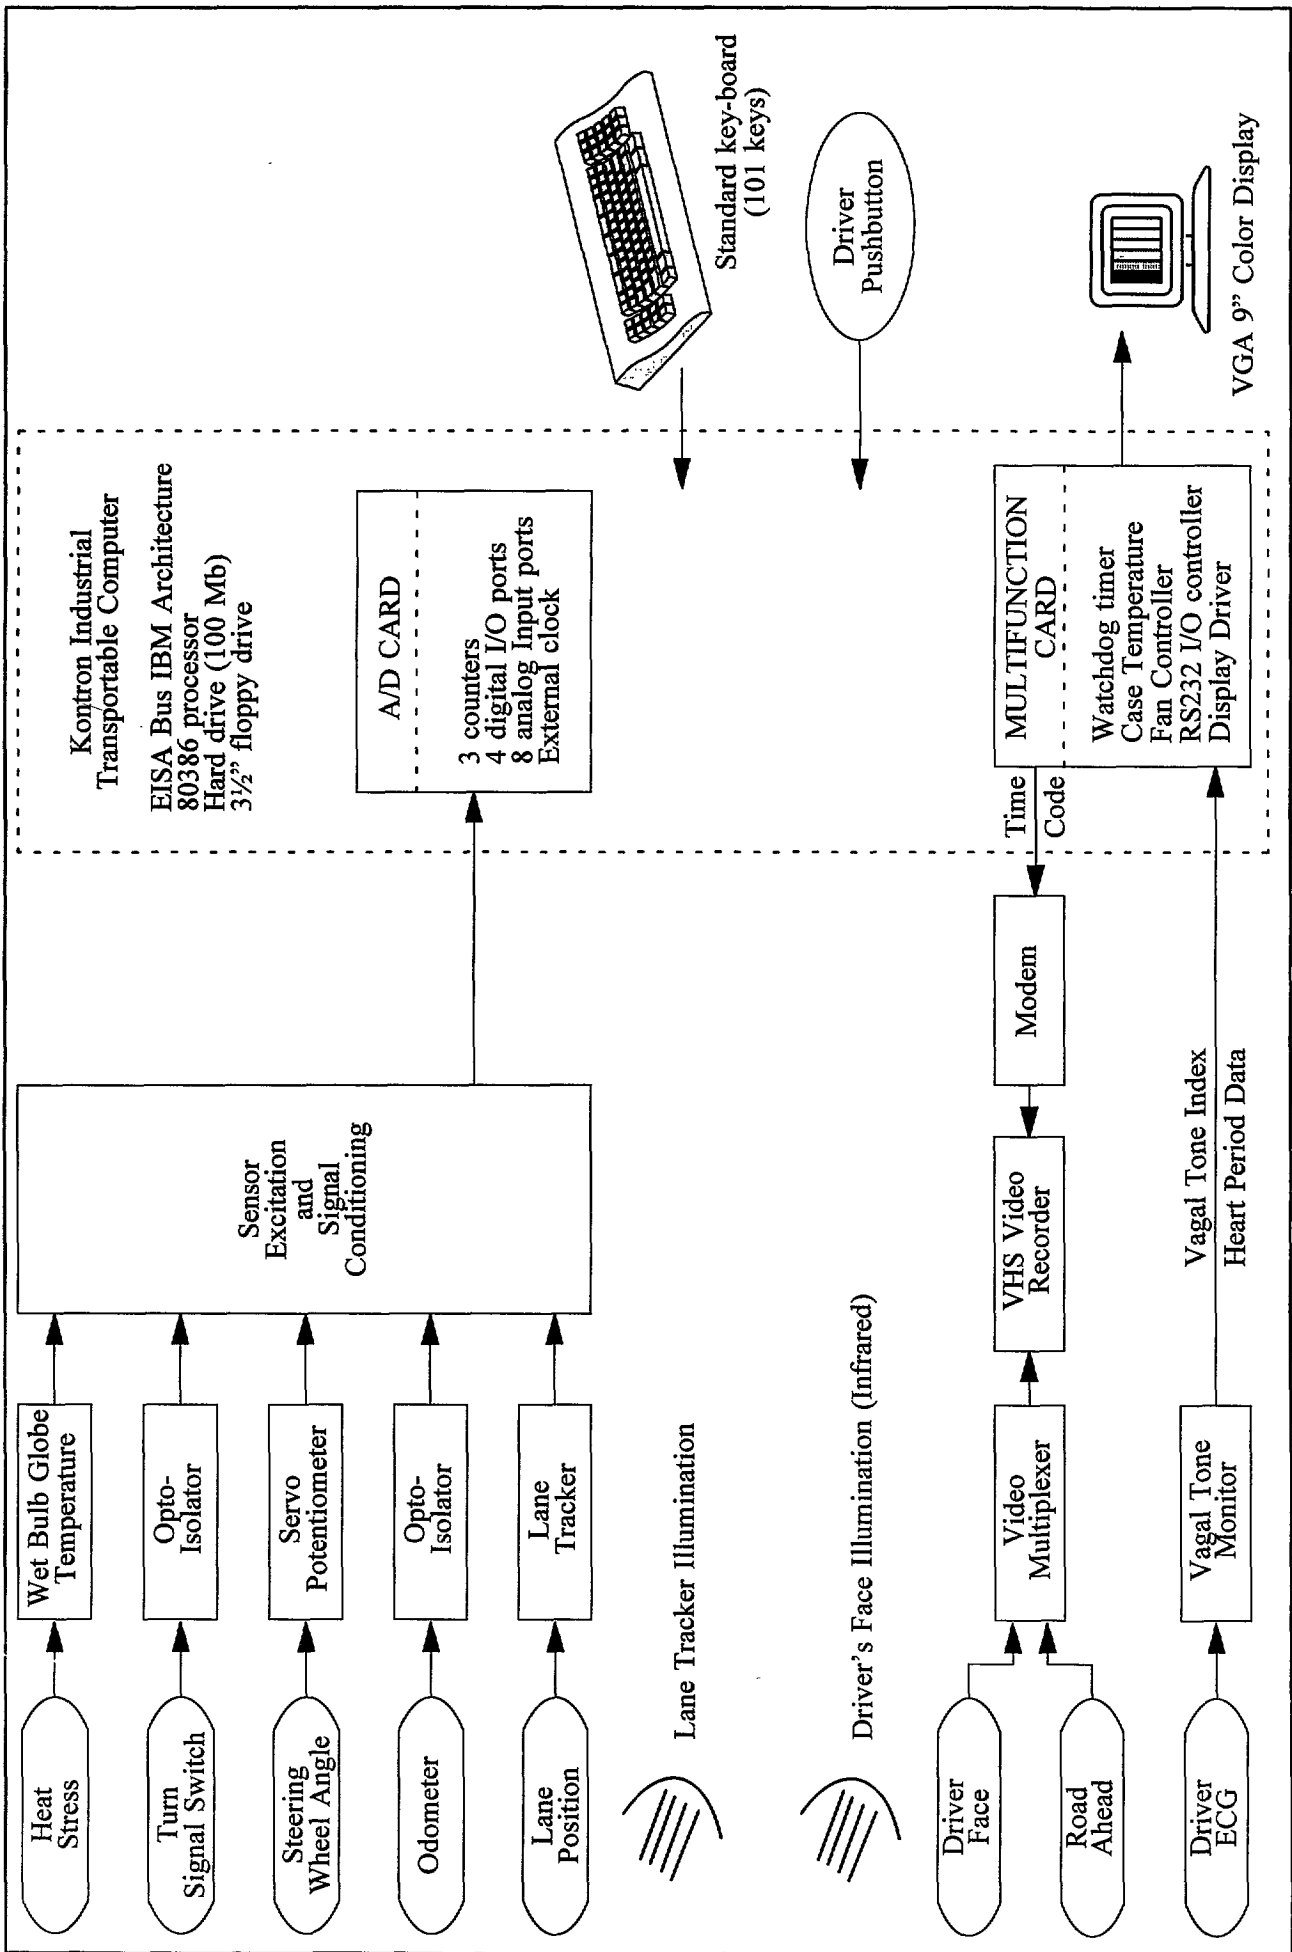 Heat
Stress
Wet Bulb Globe
Temperature
Turn
Signal Switch
Opto-
Isolator
Steering
Wheel Angle
Servo
Potentiometer
Odometer
Opto-
Isolator
Lane
Position
Lane
Tracker
Sensor
Excitation
and
Signal
Conditioning
Kontron Industrial
Transportable Computer
EISA Bus IBM Architecture
80386 processor
Hard drive (100 Mb)
3½” floppy drive
A/D CARD
3 counters
4 digital I/O ports
8 analog Input ports
External clock
Standard key-board
(101 keys)
Lane Tracker Illumination
Driver's Face Illumination (Infrared)
Driver
Pushbutton
Driver
Face
Road
Ahead
Video
Multiplexer
VHS Video
Recorder
Modem
Time
Code
MULTIFUNCTION
CARD
Watchdog timer
Case Temperature
Fan Controller
RS232 I/O controller
Display Driver
Driver
ECG
Vagal Tone
Monitor
Vagal Tone Index
Heart Period Data
VGA 9” Color Display